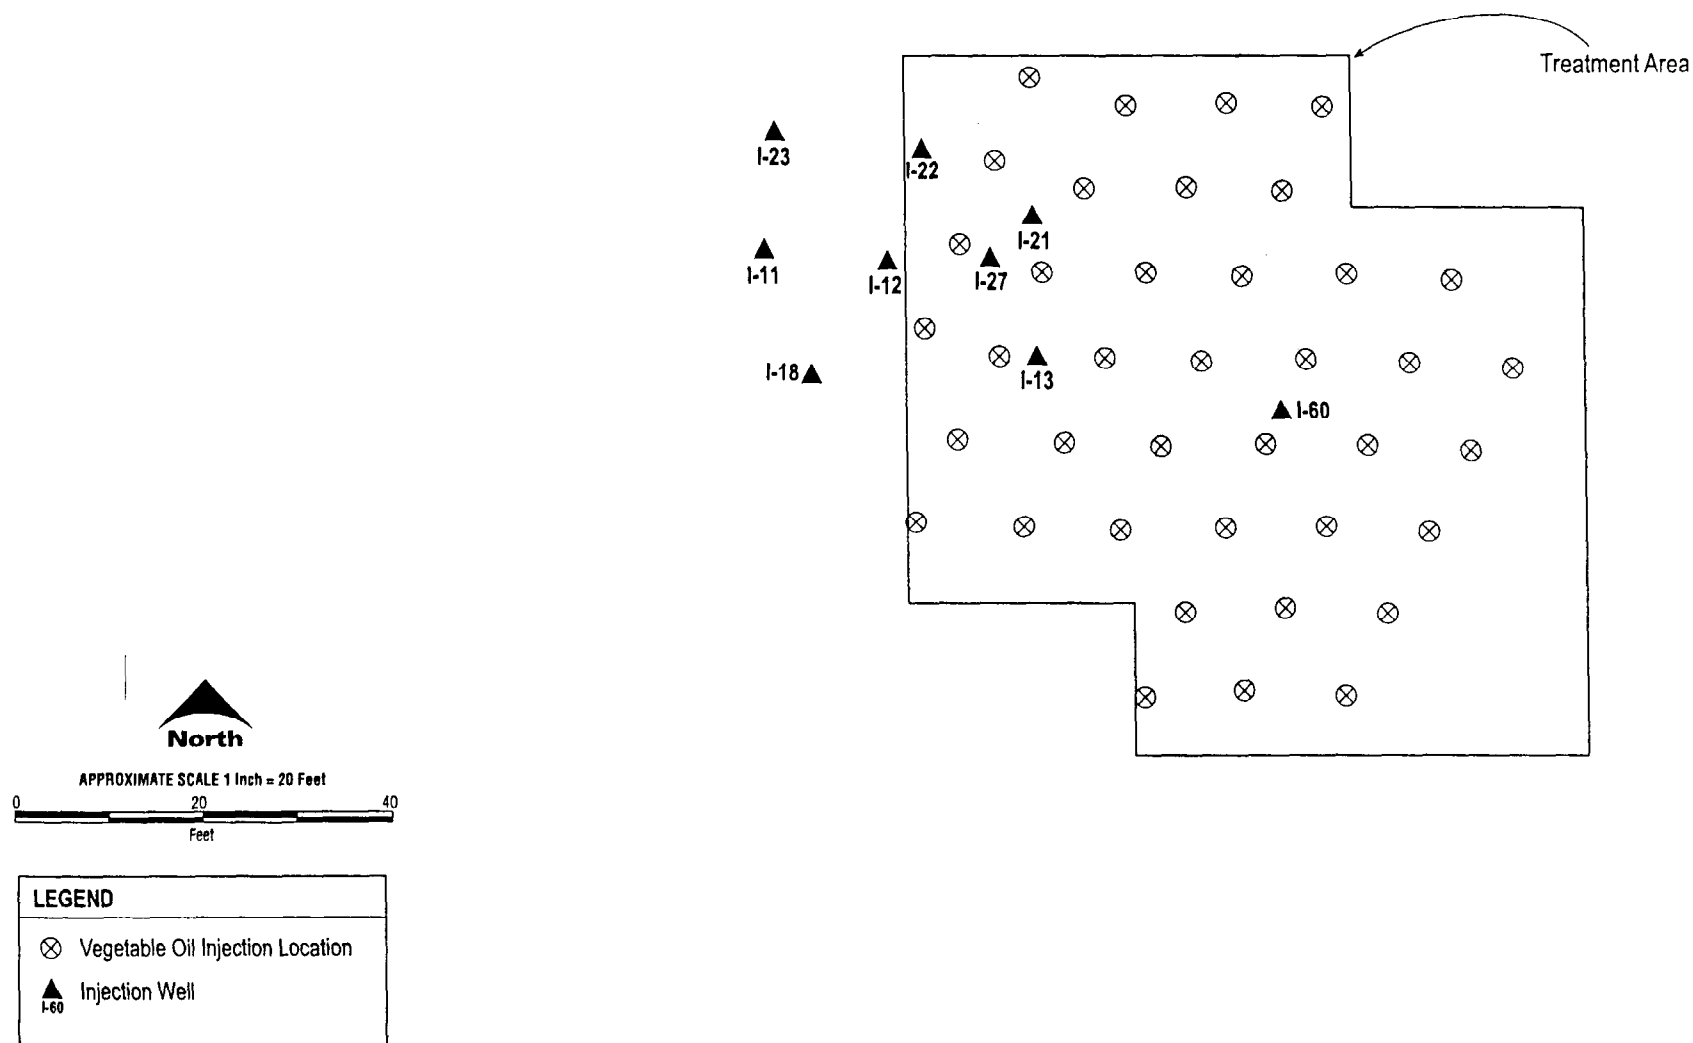 Treatment Area
I-23
I-22
I-21
I-11
I-12
I-27
I-18
I-13
I-60
North
APPROXIMATE SCALE 1 Inch = 20 Feet
0 20 40
Feet
LEGEND
Vegetable Oil Injection Location
Injection Well
I-60